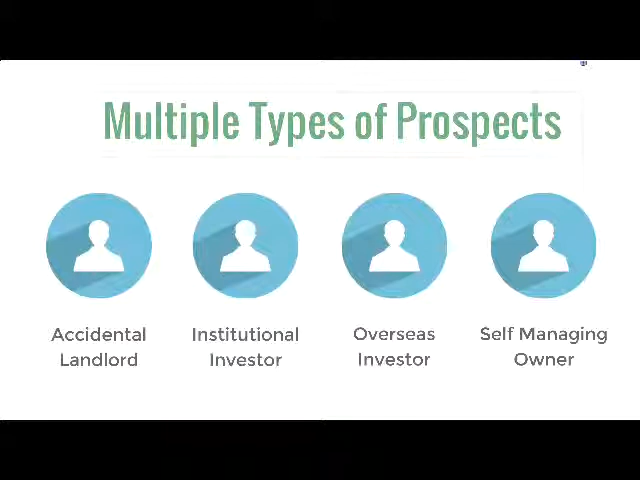 Multiple Types of Prospects
Accidental
Landlord
Institutional
Investor
Overseas
Investor
Self Managing
Owner